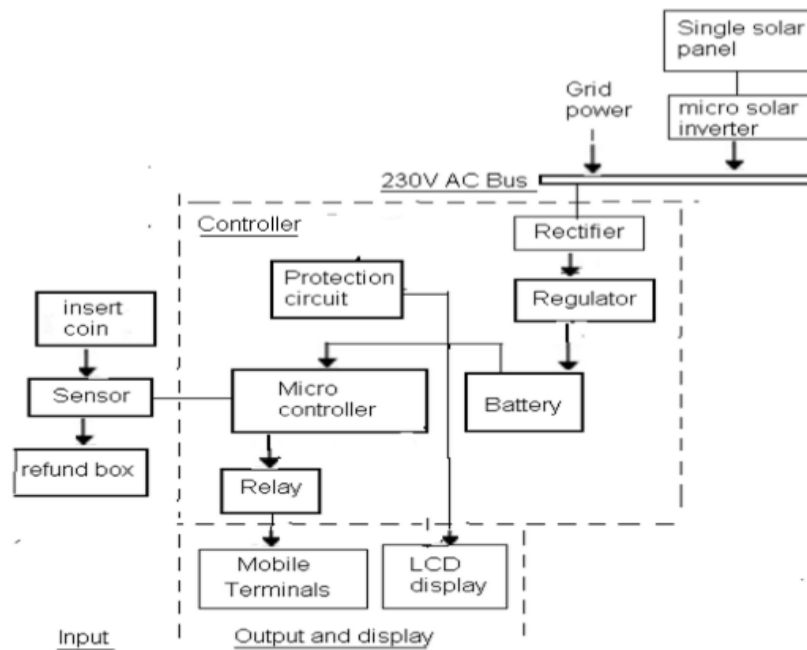 Single solar
panel
Grid
power
micro solar
inverter
230V AC Bus
Controller
Rectifier
Protection
circuit
Regulator
insert
coin
Sensor
Micro
controller
Battery
refund box
Relay
Mobile
Terminals
LCD
display
Input
Output and display